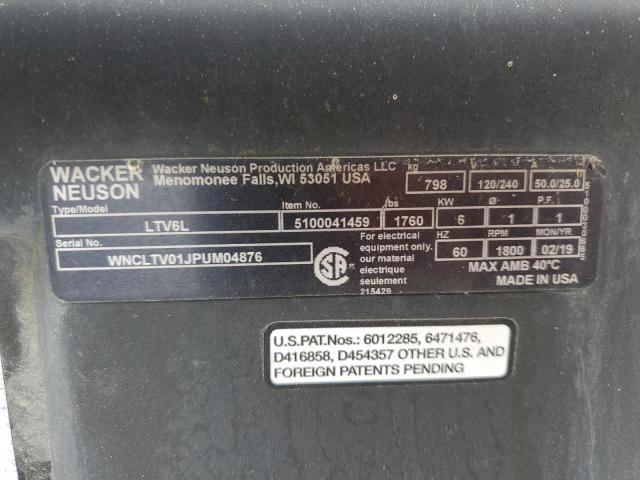 WACKER NEUSON
Wacker Neuson Production Americas LLC
Menomonee Falls, WI 53051 USA
kg V A
798 120/240 50.0/25.0
Type/Model Item No. lbs KW Ø P.F.
LTV6L 5100041459 1760 6 1 1
Serial No. HZ RPM MON/YR.
WNCLTV01JPUM04876 60 1800 02/19
SA
For electrical
equipment only.
our material
electrique
seulement
215429
MAX AMB 40°C
MADE IN USA
5100030665
U.S.PAT.Nos.: 6012285, 6471476,
D416858, D454357 OTHER U.S. AND
FOREIGN PATENTS PENDING